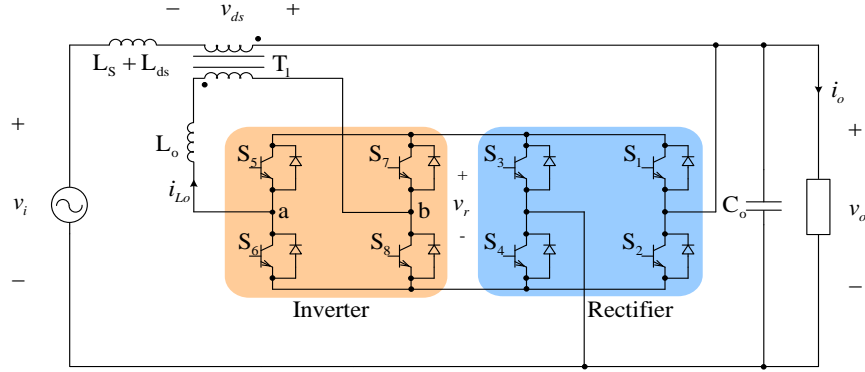 − v_ds +
L_S + L_ds
T_1
i_o
L_o
S_5
S_7
S_3
S_1
+
+
+
i_Lo
a
b
v_r
v_i
C_o
v_o
S_6
S_8
S_4
S_2
-
−
−
Inverter
Rectifier